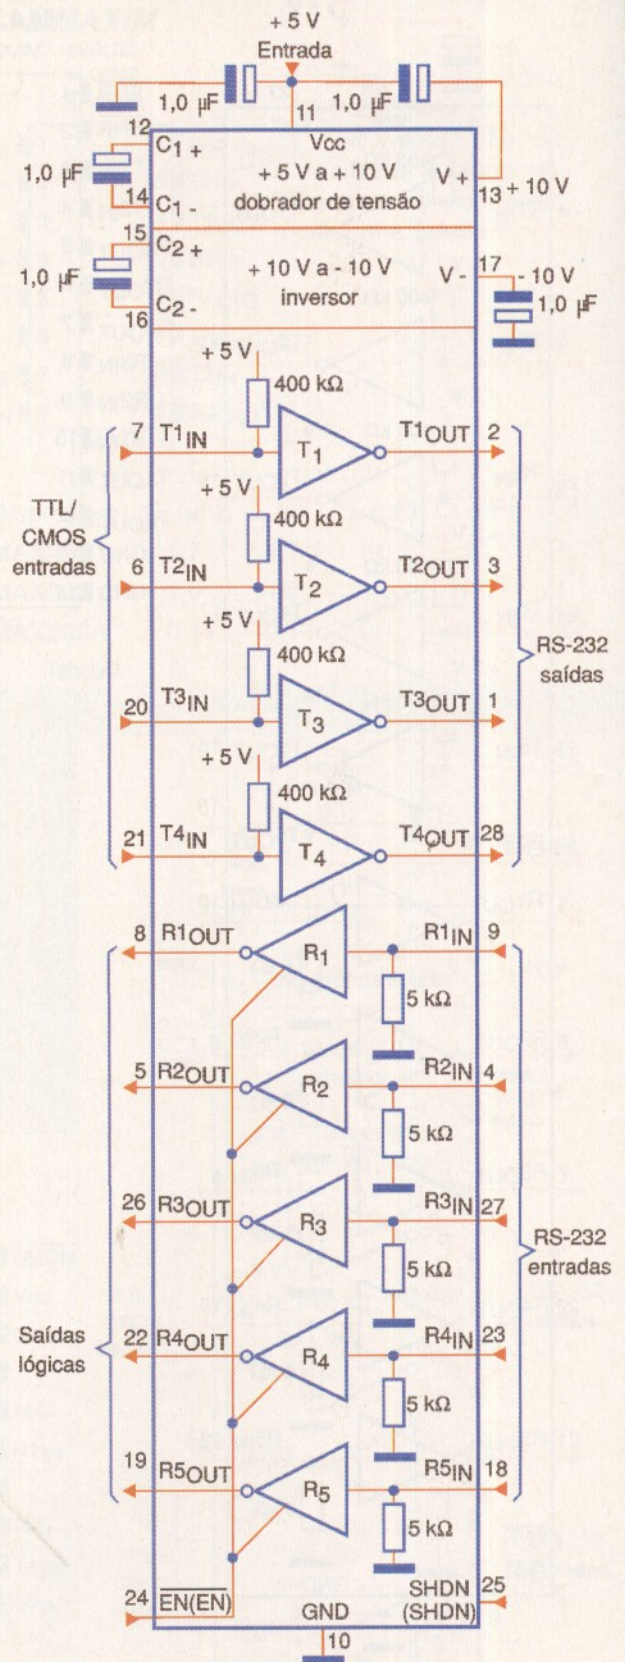 + 5 V
Entrada
1,0 µF
1,0 µF
11
12
C1 +
Vcc
+ 5 V a + 10 V
dobrador de tensão
V +
13 + 10 V
1,0 µF
14
C1 -
15
C2 +
1,0 µF
+ 10 V a - 10 V
inversor
V -
17
- 10 V
1,0 µF
C2 -
16
+ 5 V
400 kΩ
7
T1IN
T1
T1OUT
2
+ 5 V
400 kΩ
TTL/
CMOS
entradas
6
T2IN
T2
T2OUT
3
+ 5 V
400 kΩ
RS-232
saídas
20
T3IN
T3
T3OUT
1
+ 5 V
400 kΩ
21
T4IN
T4
T4OUT
28
8
R1OUT
R1
R1IN
9
5 kΩ
5
R2OUT
R2
R2IN
4
5 kΩ
26
R3OUT
R3
R3IN
27
5 kΩ
RS-232
entradas
Saídas
lógicas
22
R4OUT
R4
R4IN
23
5 kΩ
19
R5OUT
R5
R5IN
18
5 kΩ
24
EN(EN)
SHDN
(SHDN)
25
GND
10